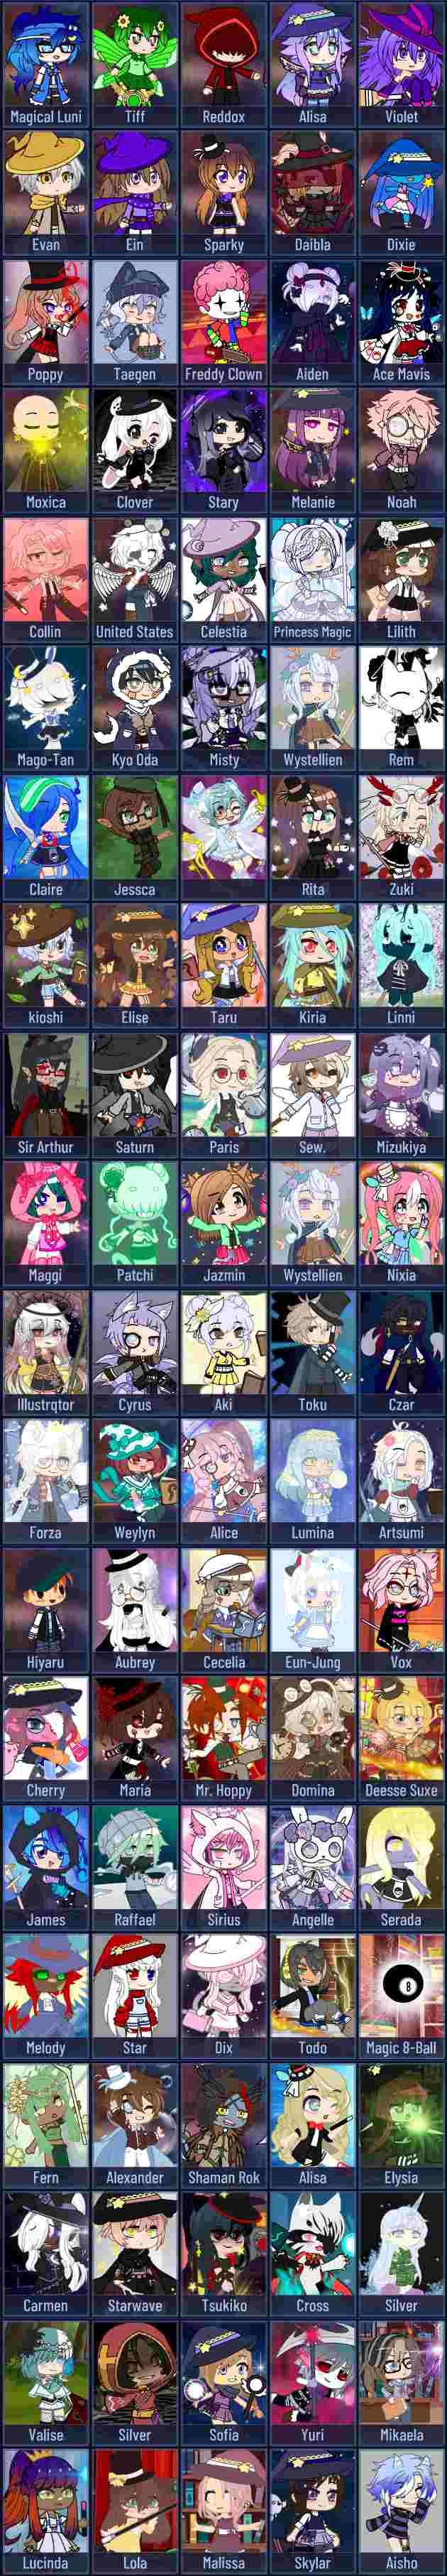 Magical Luni
Tiff
Reddox
Alisa
Violet
Evan
Ein
Sparky
Daibla
Dixie
Poppy
Taegen
Freddy Clown
Aiden
Ace Mavis
Moxica
Clover
Stary
Melanie
Noah
Collin
United States
Celestia
Princess Magic
Lilith
Mago-Tan
Kyo Oda
Misty
Wystellien
Rem
Claire
Jessca
Rita
Zuki
kioshi
Elise
Taru
Kiria
Linni
Sir Arthur
Saturn
Paris
Sew.
Mizukiya
Maggi
Patchi
Jazmin
Wystellien
Nixia
Illustrqtor
Cyrus
Aki
Toku
Czar
Forza
Weylyn
Alice
Lumina
Artsumi
Hiyaru
Aubrey
Cecelia
Eun-Jung
Vox
Cherry
Maria
Mr. Hoppy
Domina
Deesse Suxe
James
Raffael
Sirius
Angelle
Serada
Melody
Star
Dix
Todo
8
Magic 8-Ball
Fern
Alexander
Shaman Rok
Alisa
Elysia
Carmen
Starwave
Tsukiko
Cross
Silver
Valise
Silver
Sofia
Yuri
Mikaela
Lucinda
Lola
Malissa
Skylar
Aisho